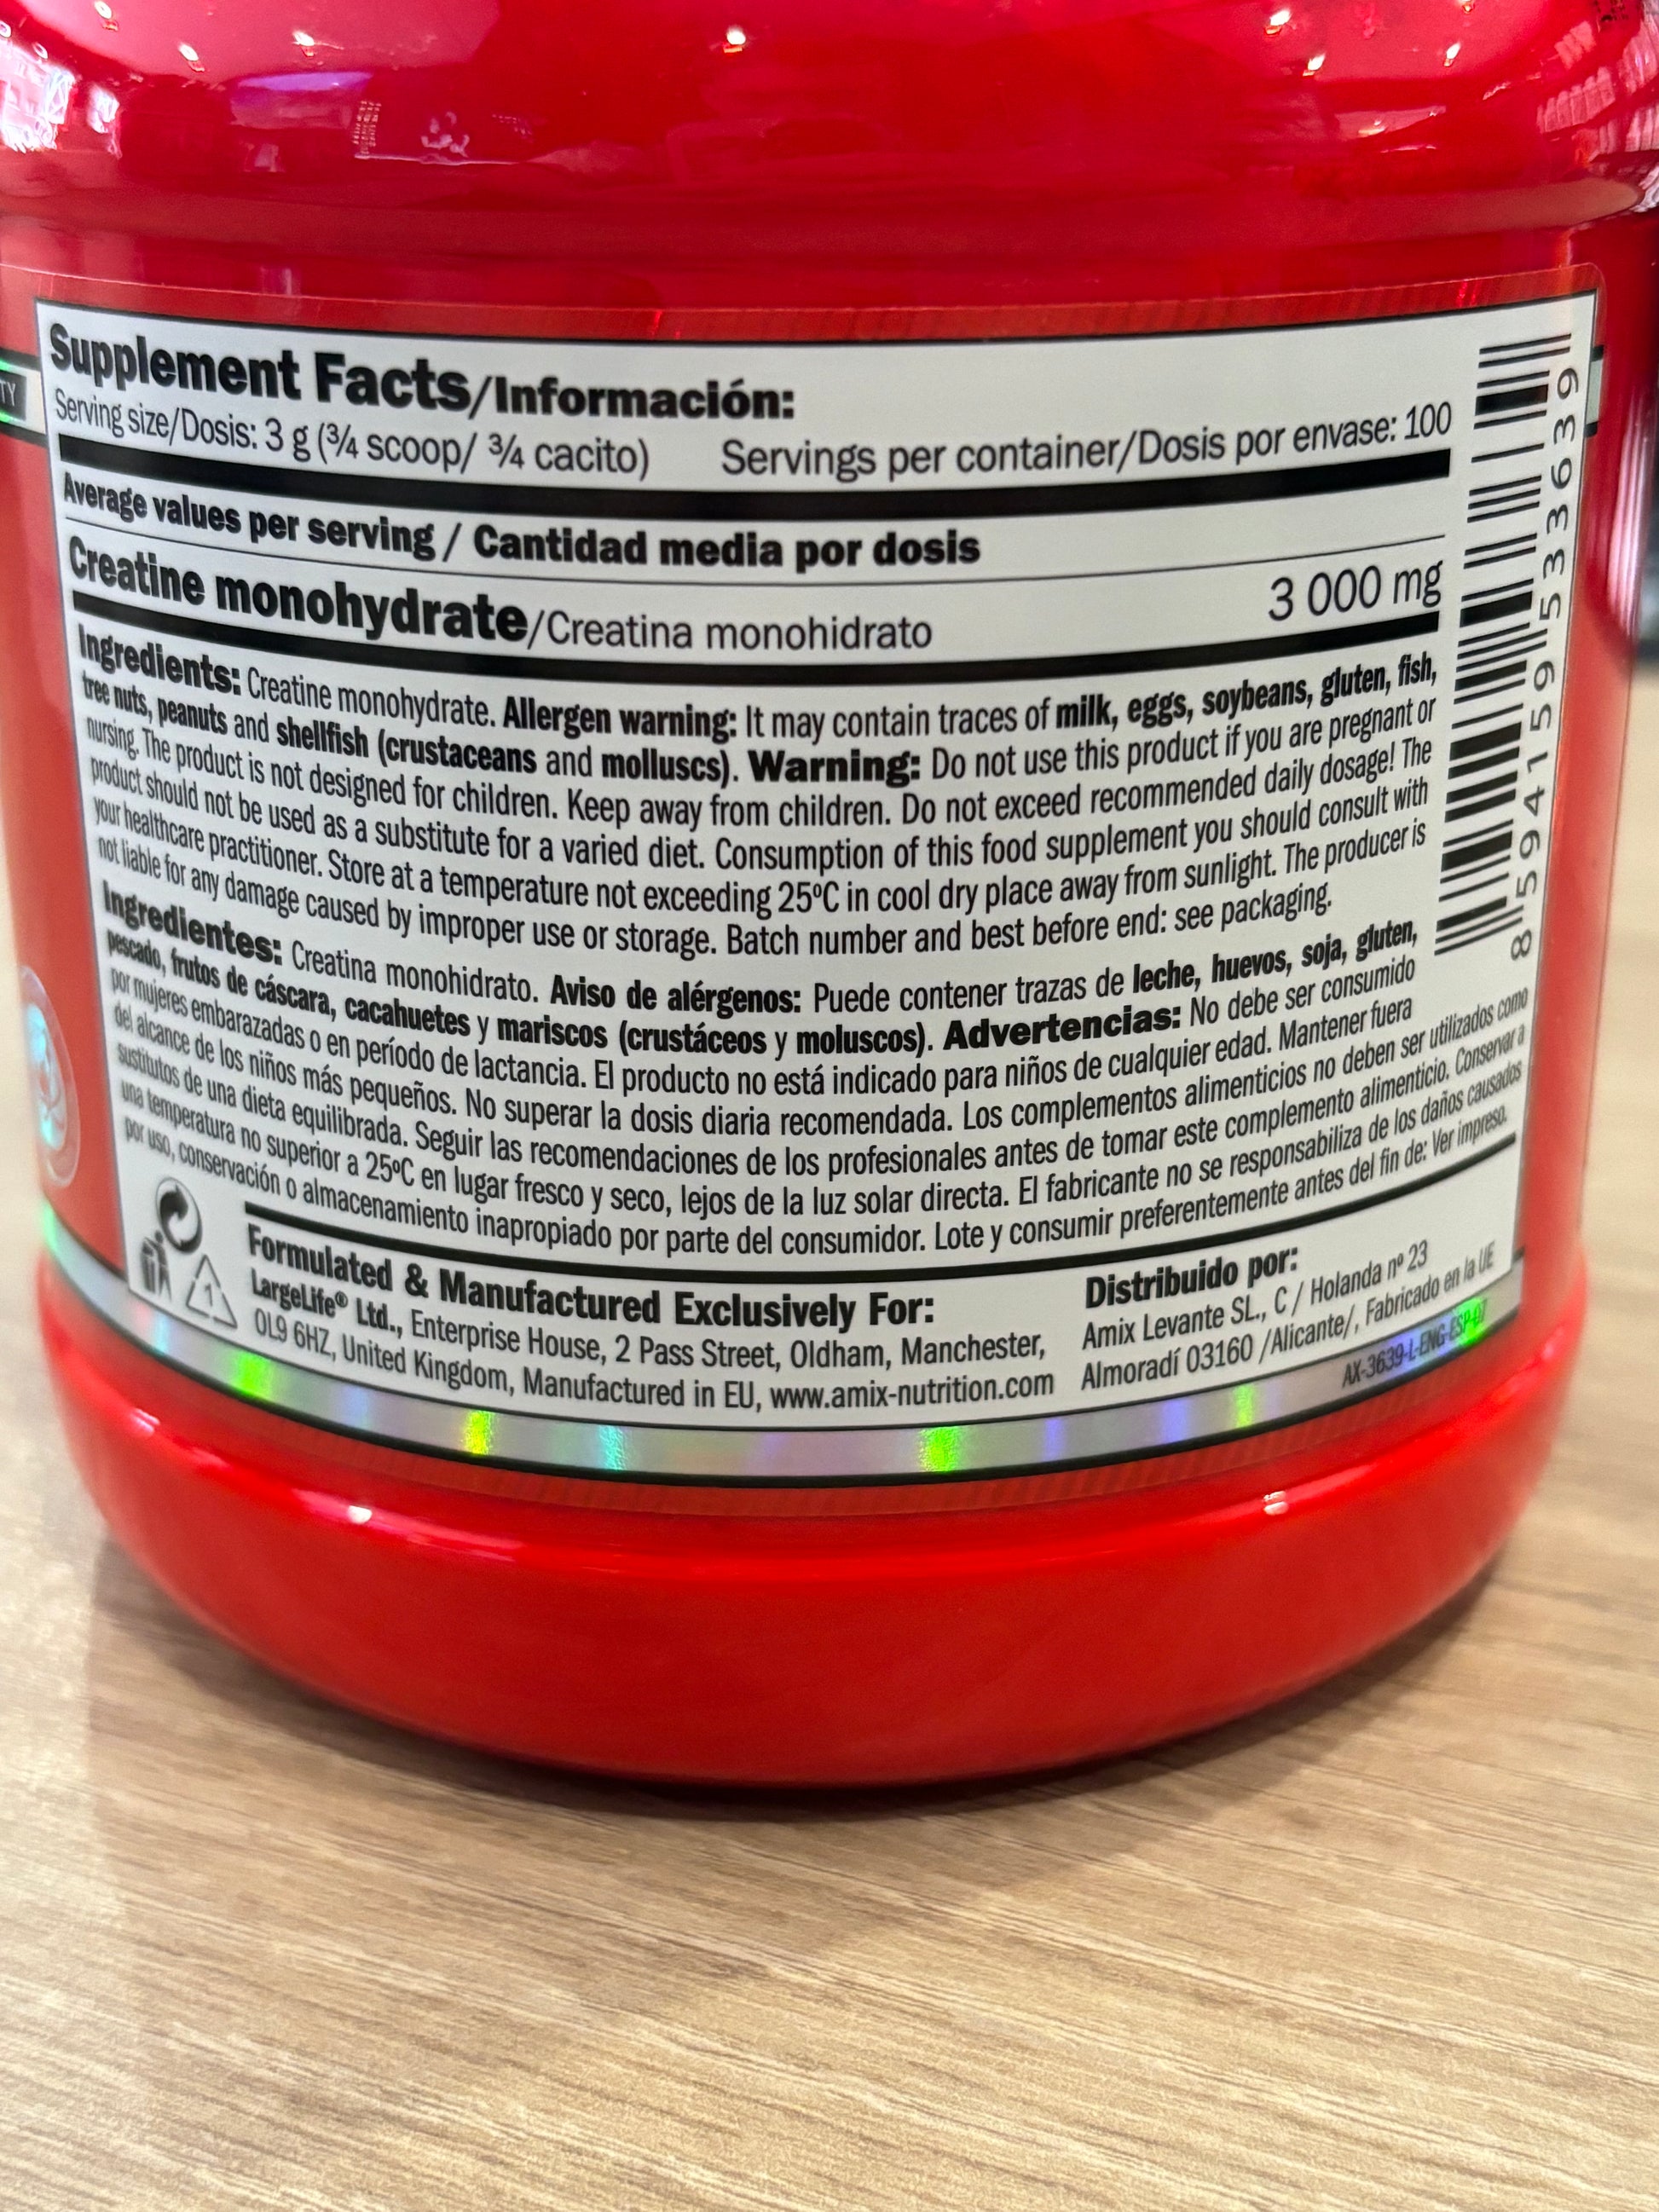 TY
Supplement Facts/Información:
Serving size/Dosis: 3 g (¾ scoop/ ¾ cacito) Servings per container/Dosis por envase: 100
Average values per serving / Cantidad media por dosis
Creatine monohydrate/Creatina monohidrato 3 000 mg
Ingredients: Creatine monohydrate. Allergen warning: It may contain traces of milk, eggs, soybeans, gluten, fish,
tree nuts, peanuts and shellfish (crustaceans and molluscs). Warning: Do not use this product if you are pregnant or
nursing. The product is not designed for children. Keep away from children. Do not exceed recommended daily dosage! The
product should not be used as a substitute for a varied diet. Consumption of this food supplement you should consult with
your healthcare practitioner. Store at a temperature not exceeding 25ºC in cool dry place away from sunlight. The producer is
not liable for any damage caused by improper use or storage. Batch number and best before end: see packaging.
Ingredientes: Creatina monohidrato. Aviso de alérgenos: Puede contener trazas de leche, huevos, soja, gluten,
pescado, frutos de cáscara, cacahuetes y mariscos (crustáceos y moluscos). Advertencias: No debe ser consumido
por mujeres embarazadas o en período de lactancia. El producto no está indicado para niños de cualquier edad. Mantener fuera
del alcance de los niños más pequeños. No superar la dosis diaria recomendada. Los complementos alimenticios no deben ser utilizados como
sustitutos de una dieta equilibrada. Seguir las recomendaciones de los profesionales antes de tomar este complemento alimenticio. Conservar a
una temperatura no superior a 25ºC en lugar fresco y seco, lejos de la luz solar directa. El fabricante no se responsabiliza de los daños causados
por uso, conservación o almacenamiento inapropiado por parte del consumidor. Lote y consumir preferentemente antes del fin de: Ver impreso.
1
Formulated & Manufactured Exclusively For:
LargeLife® Ltd., Enterprise House, 2 Pass Street, Oldham, Manchester,
OL9 6HZ, United Kingdom, Manufactured in EU, www.amix-nutrition.com
Distribuido por:
Amix Levante SL., C / Holanda nº 23
Almoradí 03160 /Alicante/, Fabricado en la UE
AX-3639-L-ENG-ESP-07
8 594159 533639